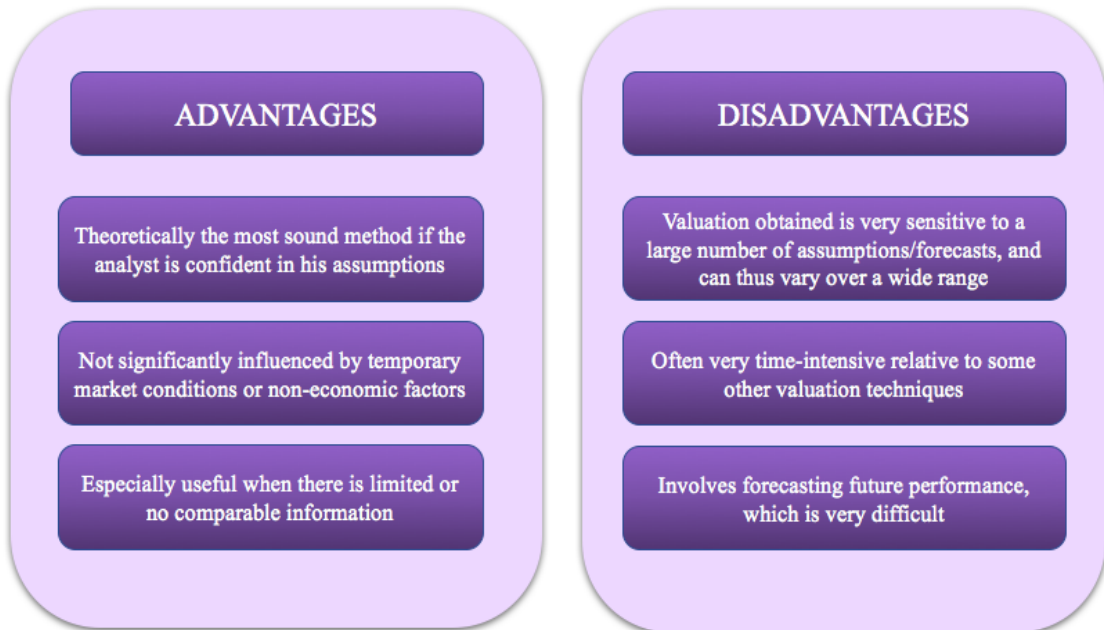 ADVANTAGES
Theoretically the most sound method if the
analyst is confident in his assumptions
Not significantly influenced by temporary
market conditions or non-economic factors
Especially useful when there is limited or
no comparable information
DISADVANTAGES
Valuation obtained is very sensitive to a
large number of assumptions/forecasts, and
can thus vary over a wide range
Often very time-intensive relative to some
other valuation techniques
Involves forecasting future performance,
which is very difficult